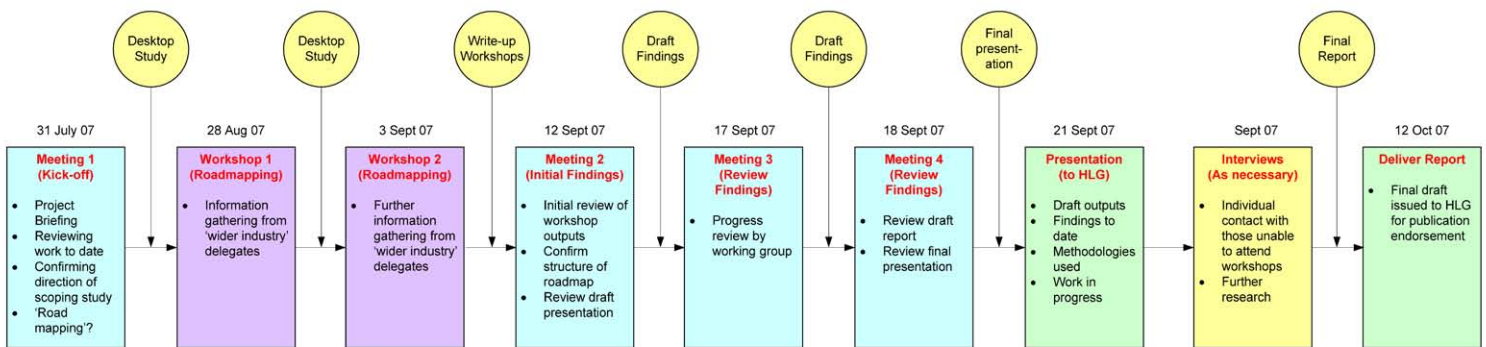 Desktop
Study
Desktop
Study
Write-up
Workshops
Draft
Findings
Draft
Findings
Final
present-
ation
Final
Report
31 July 07
28 Aug 07
3 Sept 07
12 Sept 07
17 Sept 07
18 Sept 07
21 Sept 07
Sept 07
12 Oct 07
Meeting 1
(Kick-off)
• Project
Briefing
• Reviewing
work to date
• Confirming
direction of
scoping study
• ‘Road
mapping’?
Workshop 1
(Roadmapping)
• Information
gathering from
‘wider industry’
delegates
Workshop 2
(Roadmapping)
• Further
information
gathering from
‘wider industry’
delegates
Meeting 2
(Initial Findings)
• Initial review of
workshop
outputs
• Confirm
structure of
roadmap
• Review draft
presentation
Meeting 3
(Review
Findings)
• Progress
review by
working group
Meeting 4
(Review
Findings)
• Review draft
report
• Review final
presentation
Presentation
(to HLG)
• Draft outputs
• Findings to
date
• Methodologies
used
• Work in
progress
Interviews
(As necessary)
• Individual
contact with
those unable
to attend
workshops
• Further
research
Deliver Report
• Final draft
issued to HLG
for publication
endorsement